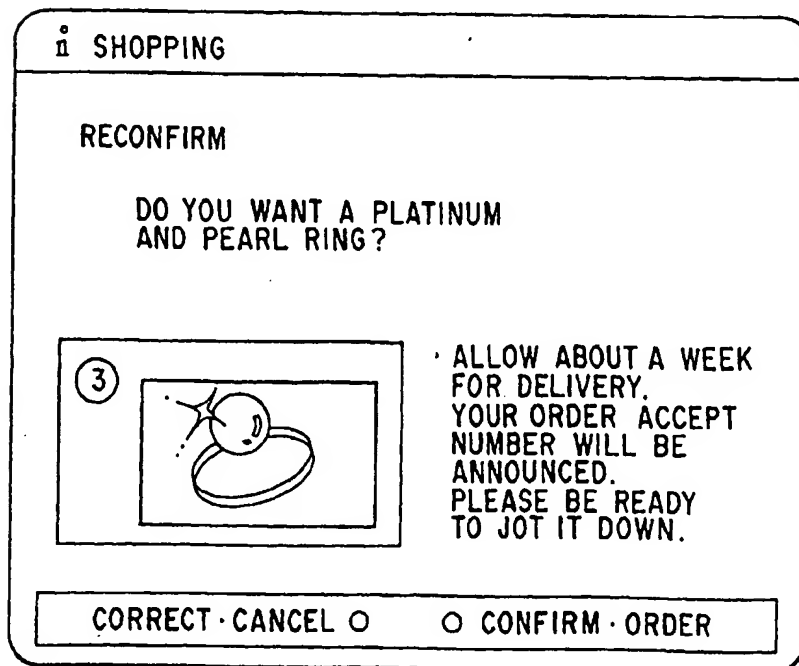 n̊ SHOPPING
RECONFIRM
DO YOU WANT A PLATINUM
AND PEARL RING?
3
· ALLOW ABOUT A WEEK
FOR DELIVERY.
YOUR ORDER ACCEPT
NUMBER WILL BE
ANNOUNCED.
PLEASE BE READY
TO JOT IT DOWN.
CORRECT · CANCEL O O CONFIRM · ORDER